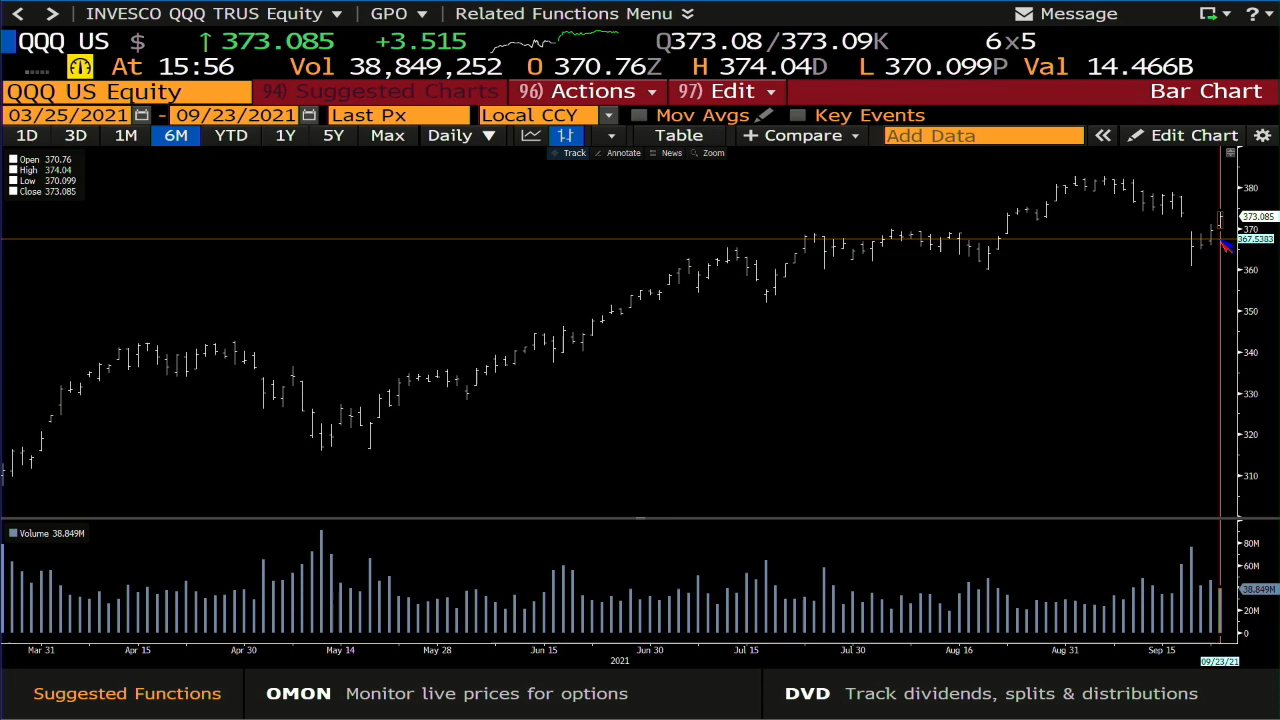 < > INVESCO QQQ TRUS Equity GPO Related Functions Menu Message ?
QQQ US $ ↑ 373.085 +3.515 Q373.08/373.09K 6x5
At 15:56 Vol 38,849,252 O 370.76Z H 374.04D L 370.099P Val 14.466B
QQQ US Equity 94) Suggested Charts 96) Actions 97) Edit Bar Chart
03/25/2021 - 09/23/2021 Last Px Local CCY Mov Avgs Key Events
1D 3D 1M 6M YTD 1Y 5Y Max Daily ▼ Table + Compare Add Data « Edit Chart
Track Annotate News Zoom
Open 370.76
High 374.04
Low 370.099
Close 373.085
380
373.085
370
367.5383
360
350
340
330
320
310
Volume 38.849M
80M
60M
38.849M
20M
0
Mar 31 Apr 15 Apr 30 May 14 May 28 Jun 15 Jun 30 Jul 15 Jul 30 Aug 16 Aug 31 Sep 15
2021 09/23/21
Suggested Functions OMON Monitor live prices for options DVD Track dividends, splits & distributions